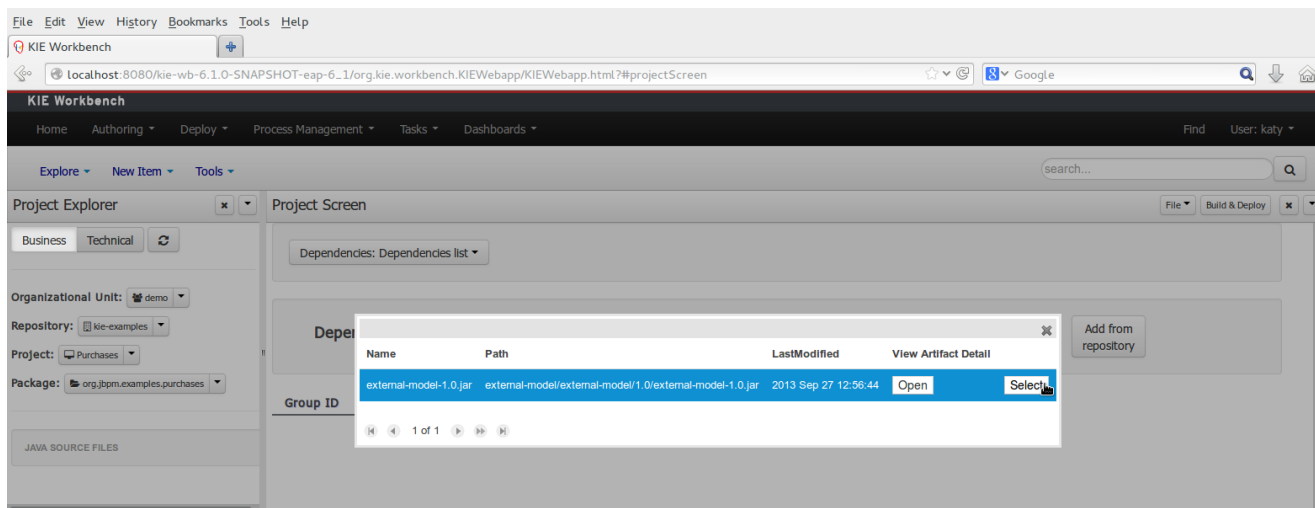 File Edit View History Bookmarks Tools Help
KIE Workbench
localhost:8080/kie-wb-6.1.0-SNAPSHOT-eap-6_1/org.kie.workbench.KIEWebapp/KIEWebapp.html?#projectScreen
Google
KIE Workbench
Home Authoring Deploy Process Management Tasks Dashboards Find User: katy
Explore New Item Tools search...
Project Explorer Project Screen File Build & Deploy
Business Technical
Dependencies: Dependencies list
Organizational Unit: demo
Repository: kie-examples
Project: Purchases
Package: org.jbpm.examples.purchases
Depe
Add from
repository
Name Path LastModified View Artifact Detail
external-model-1.0.jar external-model/external-model/1.0/external-model-1.0.jar 2013 Sep 27 12:56:44 Open Select
Group ID
1 of 1
JAVA SOURCE FILES